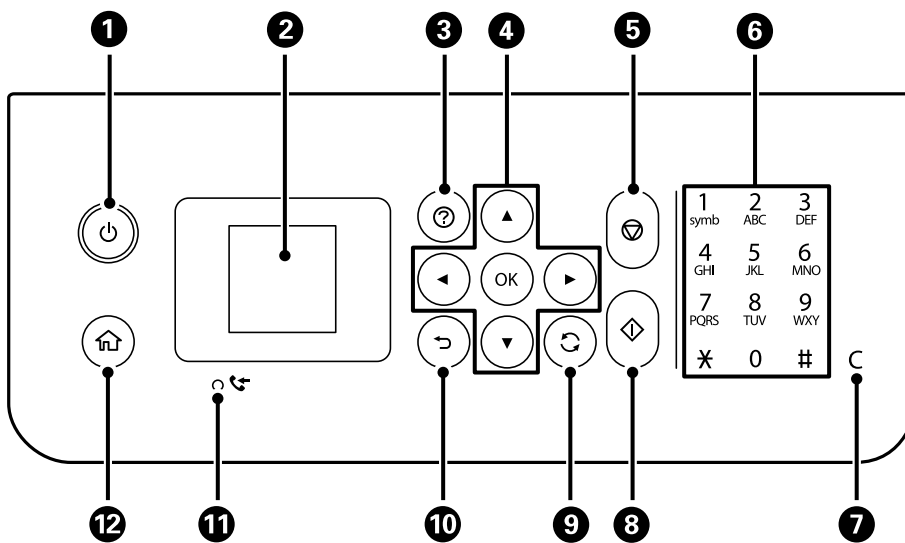 1 2 3 4 5 6
?
OK
1 2 3
symb ABC DEF
4 5 6
GHI JKL MNO
7 8 9
PQRS TUV WXY
* 0 #
C
12 11 10 9 8 7